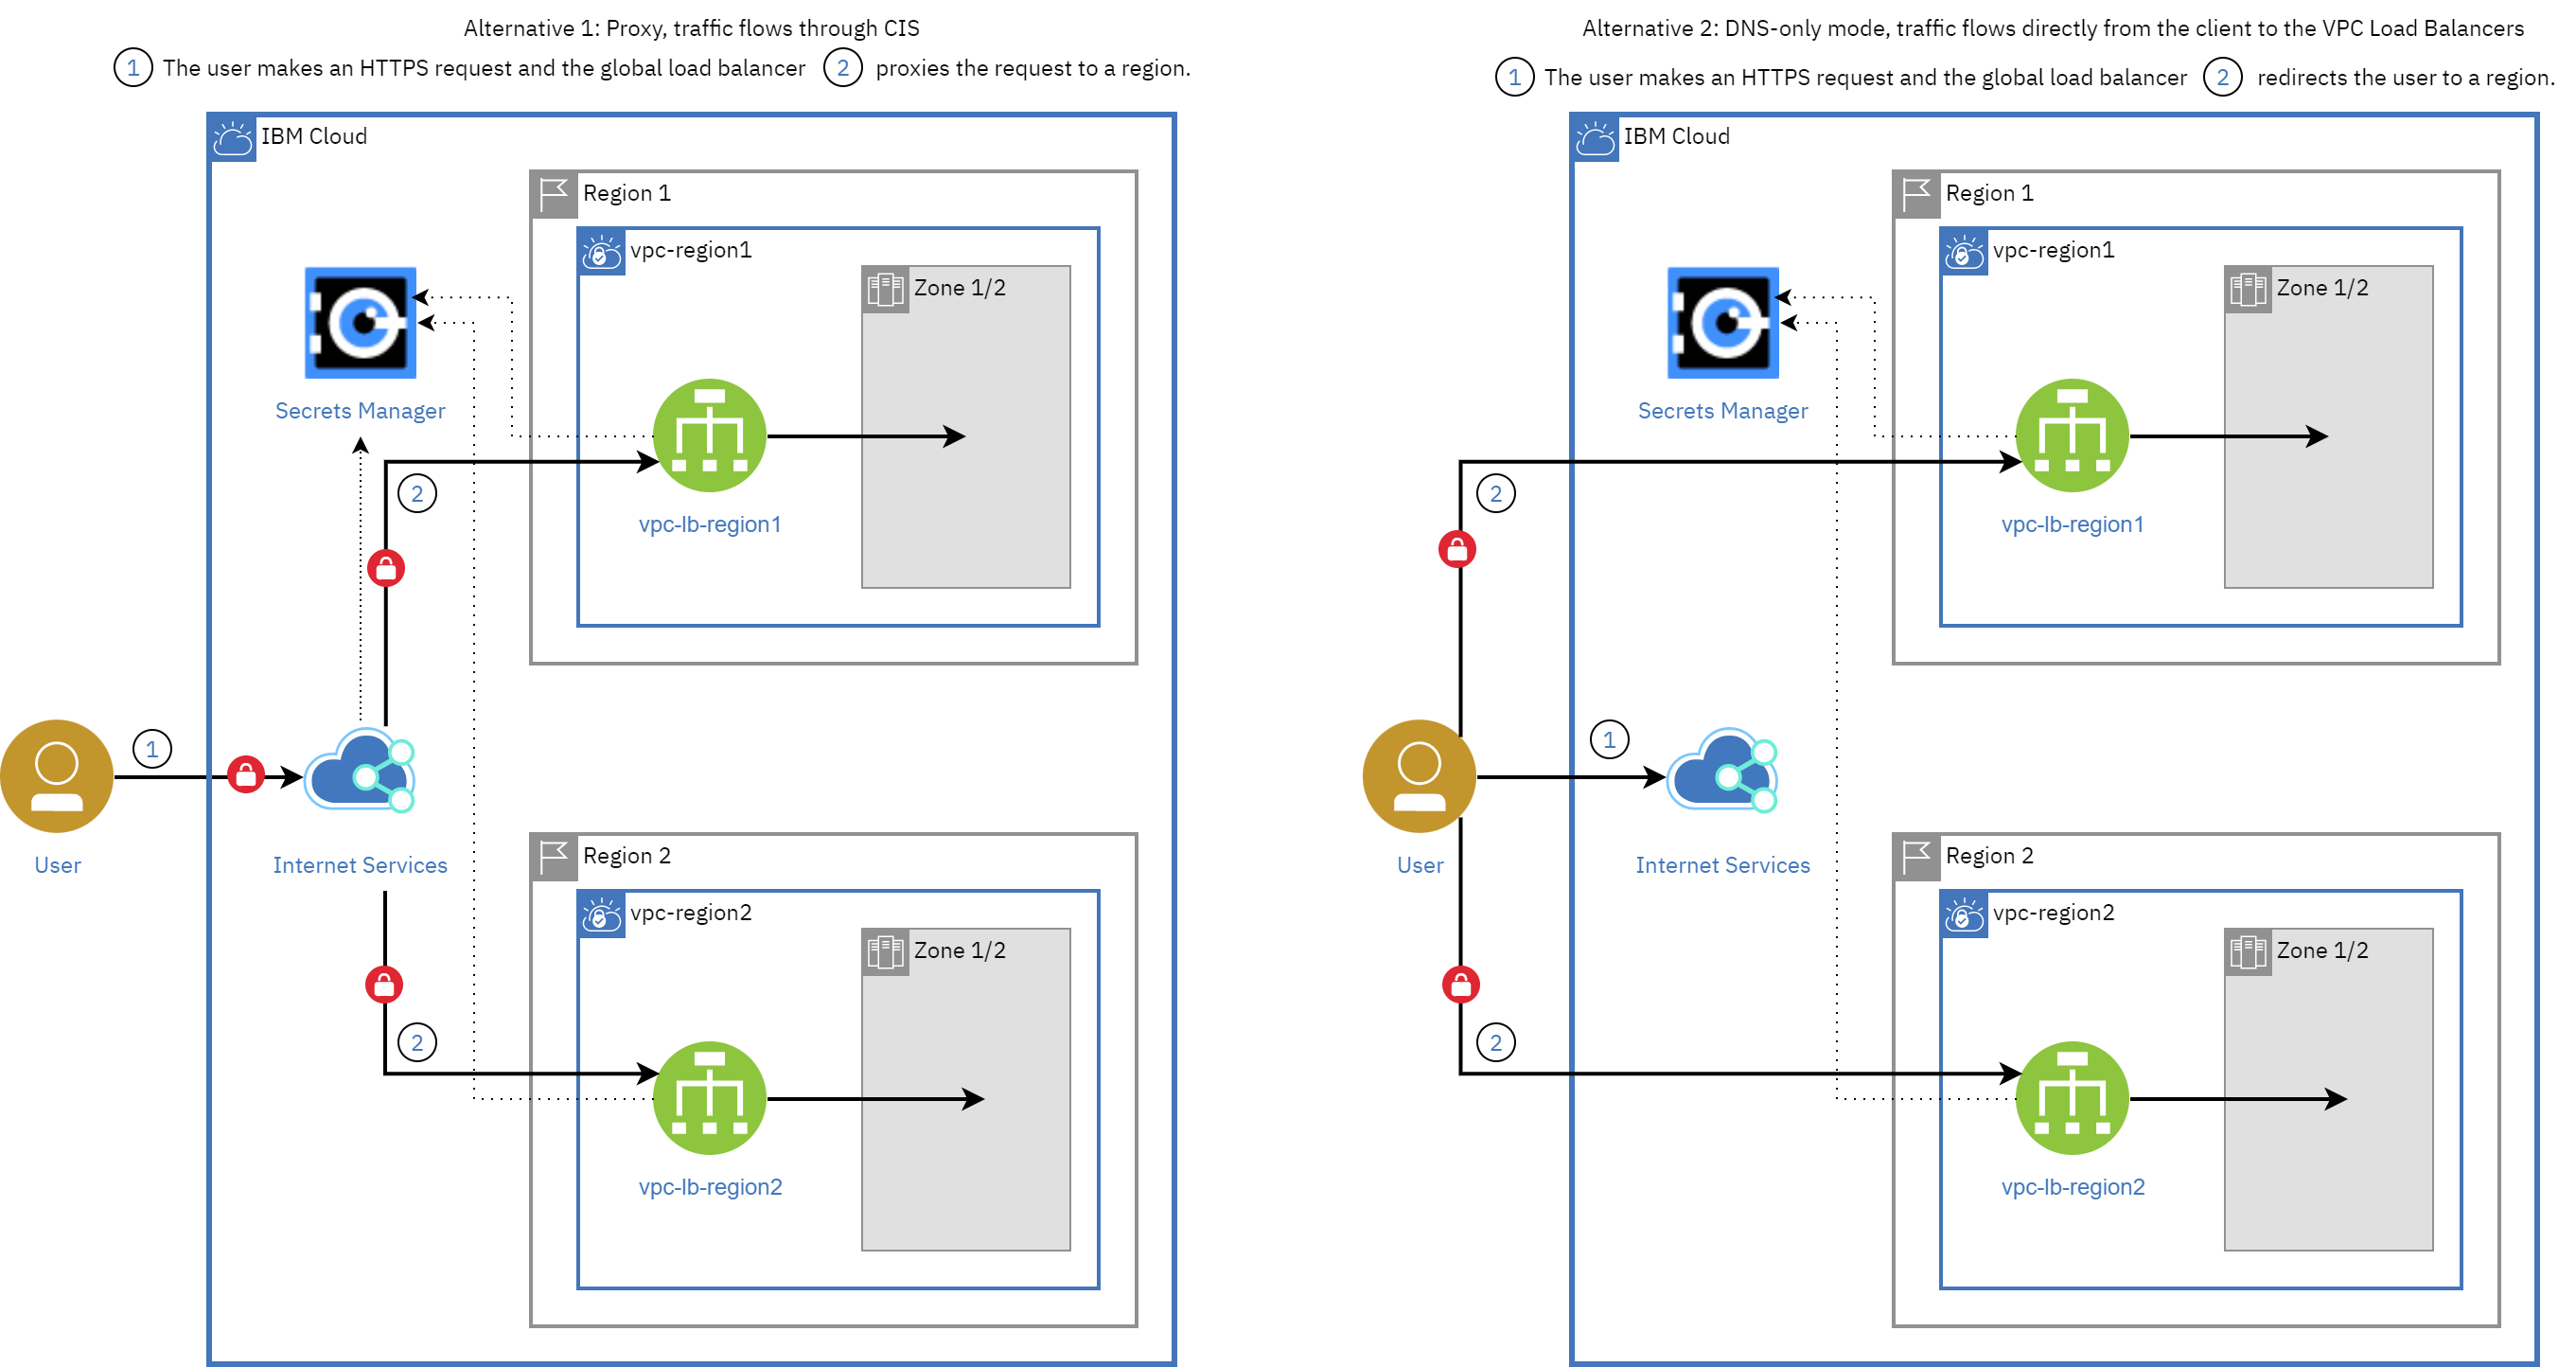 Alternative 1: Proxy, traffic flows through CIS
1 The user makes an HTTPS request and the global load balancer 2 proxies the request to a region.
IBM Cloud
Region 1
vpc-region1
Zone 1/2
Secrets Manager
2
vpc-lb-region1
1
User
Internet Services
Region 2
vpc-region2
Zone 1/2
2
vpc-lb-region2
Alternative 2: DNS-only mode, traffic flows directly from the client to the VPC Load Balancers
1 The user makes an HTTPS request and the global load balancer 2 redirects the user to a region.
IBM Cloud
Region 1
vpc-region1
Zone 1/2
Secrets Manager
2
vpc-lb-region1
1
User
Internet Services
Region 2
vpc-region2
Zone 1/2
2
vpc-lb-region2